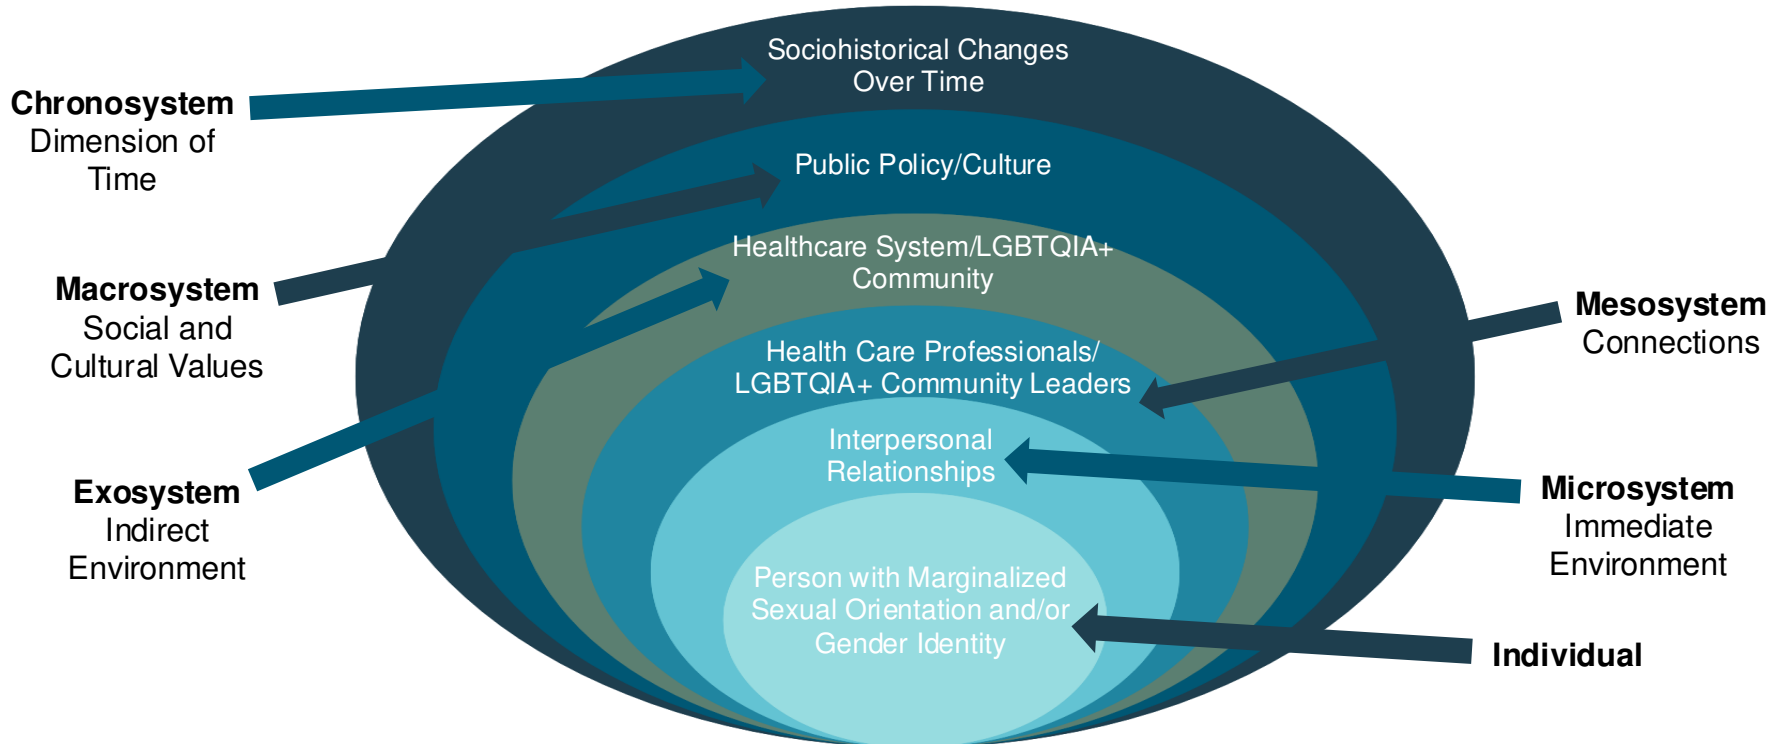 Sociohistorical Changes
Over Time
Chronosystem
Dimension of
Time
Public Policy/Culture
Healthcare System/LGBTQIA+
Community
Macrosystem
Social and
Cultural Values
Mesosystem
Connections
Health Care Professionals/
LGBTQIA+ Community Leaders
Interpersonal
Relationships
Exosystem
Indirect
Environment
Microsystem
Immediate
Environment
Person with Marginalized
Sexual Orientation and/or
Gender Identity
Individual